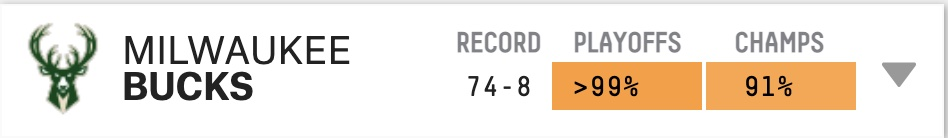 MILWAUKEE
BUCKS
RECORD PLAYOFFS CHAMPS
74-8 >99% 91%